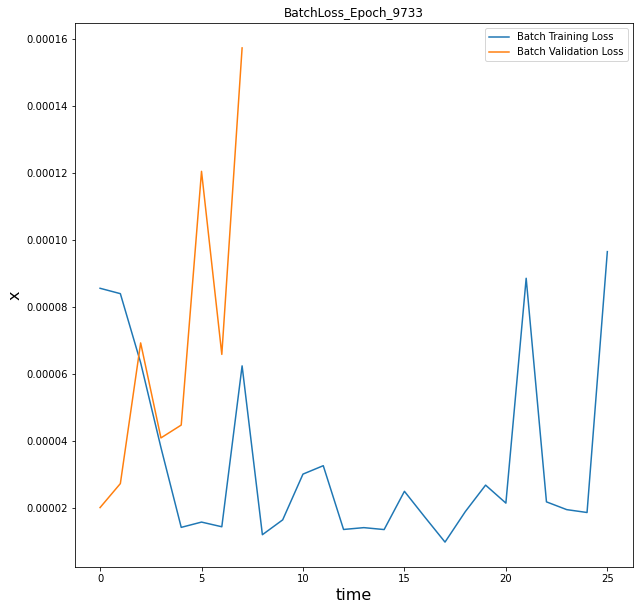 BatchLoss_Epoch_9733
Batch Training Loss
Batch Validation Loss
0.00016
0.00014
0.00012
0.00010
0.00008
0.00006
0.00004
0.00002
x
0 5 10 15 20 25
time